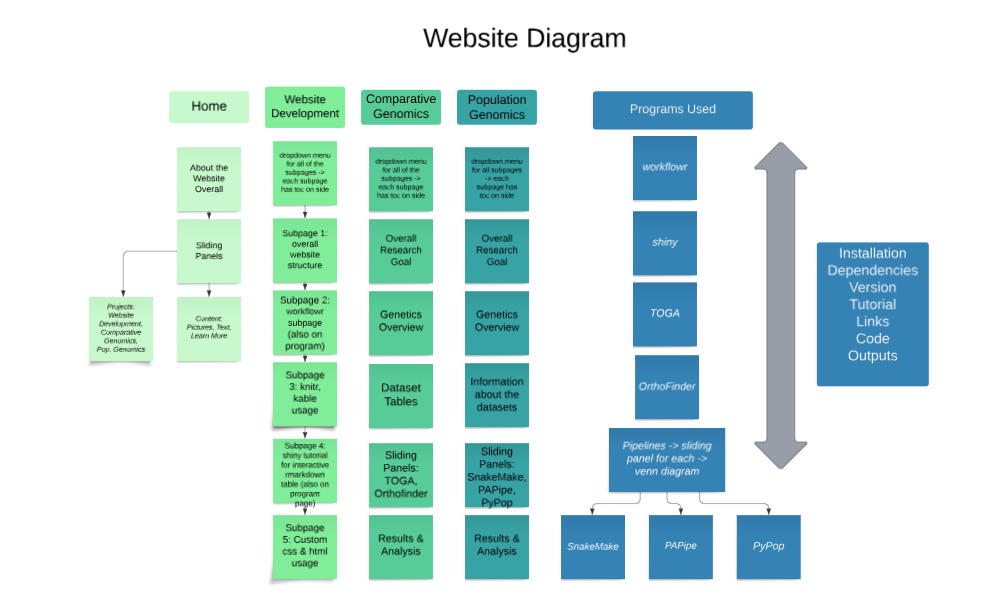 Website Diagram
Home
Website
Development
Comparative
Genomics
Population
Genomics
Programs Used
About the
Website
Overall
Sliding
Panels
Projects:
Website
Development,
Comparative
Genomics,
Pop. Genomics
Content:
Pictures, Text,
Learn More
dropdown menu
for all of the
subpages ->
each subpage
has toc on side
Subpage 1:
overall
website
structure
Subpage 2:
workflowr
subpage
(also on
program)
Subpage
3: knitr,
kable
usage
Subpage 4:
shiny tutorial
for interactive
rmarkdown
table (also on
program
page)
Subpage
5: Custom
css & html
usage
dropdown menu
for all of the
subpages ->
each subpage
has toc on side
Overall
Research
Goal
Genetics
Overview
Dataset
Tables
Sliding
Panels:
TOGA,
Orthofinder
Results &
Analysis
dropdown menu
for all subpages
-> each
subpage has
toc on side
Overall
Research
Goal
Genetics
Overview
Information
about the
datasets
Sliding
Panels:
SnakeMake,
PAPipe,
PyPop
Results &
Analysis
workflowr
shiny
TOGA
OrthoFinder
Pipelines -> sliding
panel for each ->
venn diagram
SnakeMake
PAPipe
PyPop
Installation
Dependencies
Version
Tutorial
Links
Code
Outputs